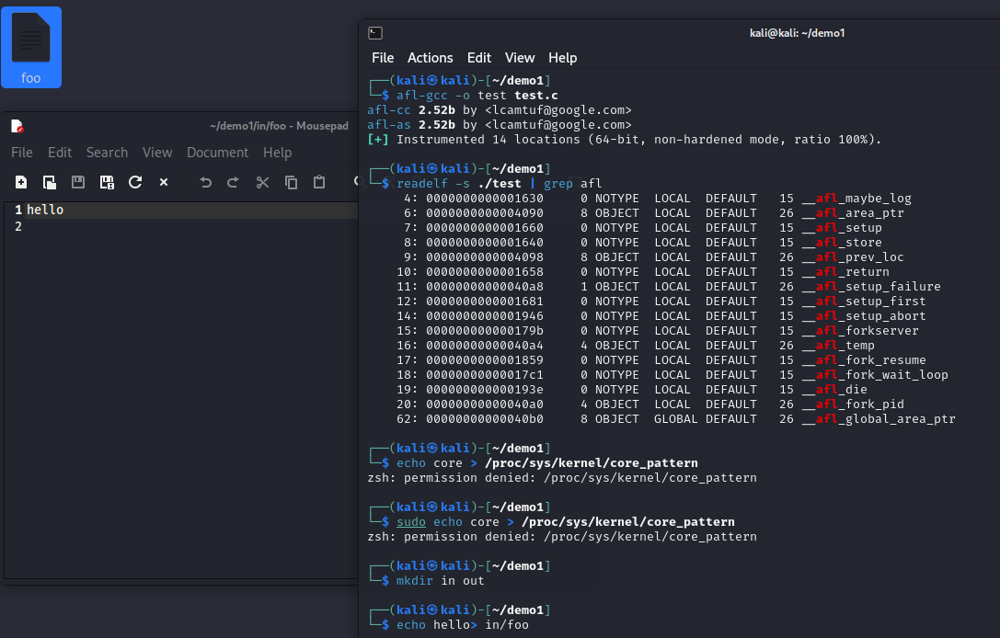 foo
~/demo1/in/foo - Mousepad
File Edit Search View Document Help
1 hello
2
kali@kali: ~/demo1
File Actions Edit View Help
┌──(kali㉿kali)-[~/demo1]
└─$ afl-gcc -o test test.c
afl-cc 2.52b by <lcamtuf@google.com>
afl-as 2.52b by <lcamtuf@google.com>
[+] Instrumented 14 locations (64-bit, non-hardened mode, ratio 100%).
┌──(kali㉿kali)-[~/demo1]
└─$ readelf -s ./test | grep afl
4: 0000000000001630 0 NOTYPE LOCAL DEFAULT 15 __afl_maybe_log
6: 0000000000004090 8 OBJECT LOCAL DEFAULT 26 __afl_area_ptr
7: 0000000000001660 0 NOTYPE LOCAL DEFAULT 15 __afl_setup
8: 0000000000001640 0 NOTYPE LOCAL DEFAULT 15 __afl_store
9: 0000000000004098 8 OBJECT LOCAL DEFAULT 26 __afl_prev_loc
10: 0000000000001658 0 NOTYPE LOCAL DEFAULT 15 __afl_return
11: 00000000000040a8 1 OBJECT LOCAL DEFAULT 26 __afl_setup_failure
12: 0000000000001681 0 NOTYPE LOCAL DEFAULT 15 __afl_setup_first
14: 0000000000001946 0 NOTYPE LOCAL DEFAULT 15 __afl_setup_abort
15: 000000000000179b 0 NOTYPE LOCAL DEFAULT 15 __afl_forkserver
16: 00000000000040a4 4 OBJECT LOCAL DEFAULT 26 __afl_temp
17: 0000000000001859 0 NOTYPE LOCAL DEFAULT 15 __afl_fork_resume
18: 00000000000017c1 0 NOTYPE LOCAL DEFAULT 15 __afl_fork_wait_loop
19: 000000000000193e 0 NOTYPE LOCAL DEFAULT 15 __afl_die
20: 00000000000040a0 4 OBJECT LOCAL DEFAULT 26 __afl_fork_pid
62: 00000000000040b0 8 OBJECT GLOBAL DEFAULT 26 __afl_global_area_ptr
┌──(kali㉿kali)-[~/demo1]
└─$ echo core > /proc/sys/kernel/core_pattern
zsh: permission denied: /proc/sys/kernel/core_pattern
┌──(kali㉿kali)-[~/demo1]
└─$ sudo echo core > /proc/sys/kernel/core_pattern
zsh: permission denied: /proc/sys/kernel/core_pattern
┌──(kali㉿kali)-[~/demo1]
└─$ mkdir in out
┌──(kali㉿kali)-[~/demo1]
└─$ echo hello> in/foo